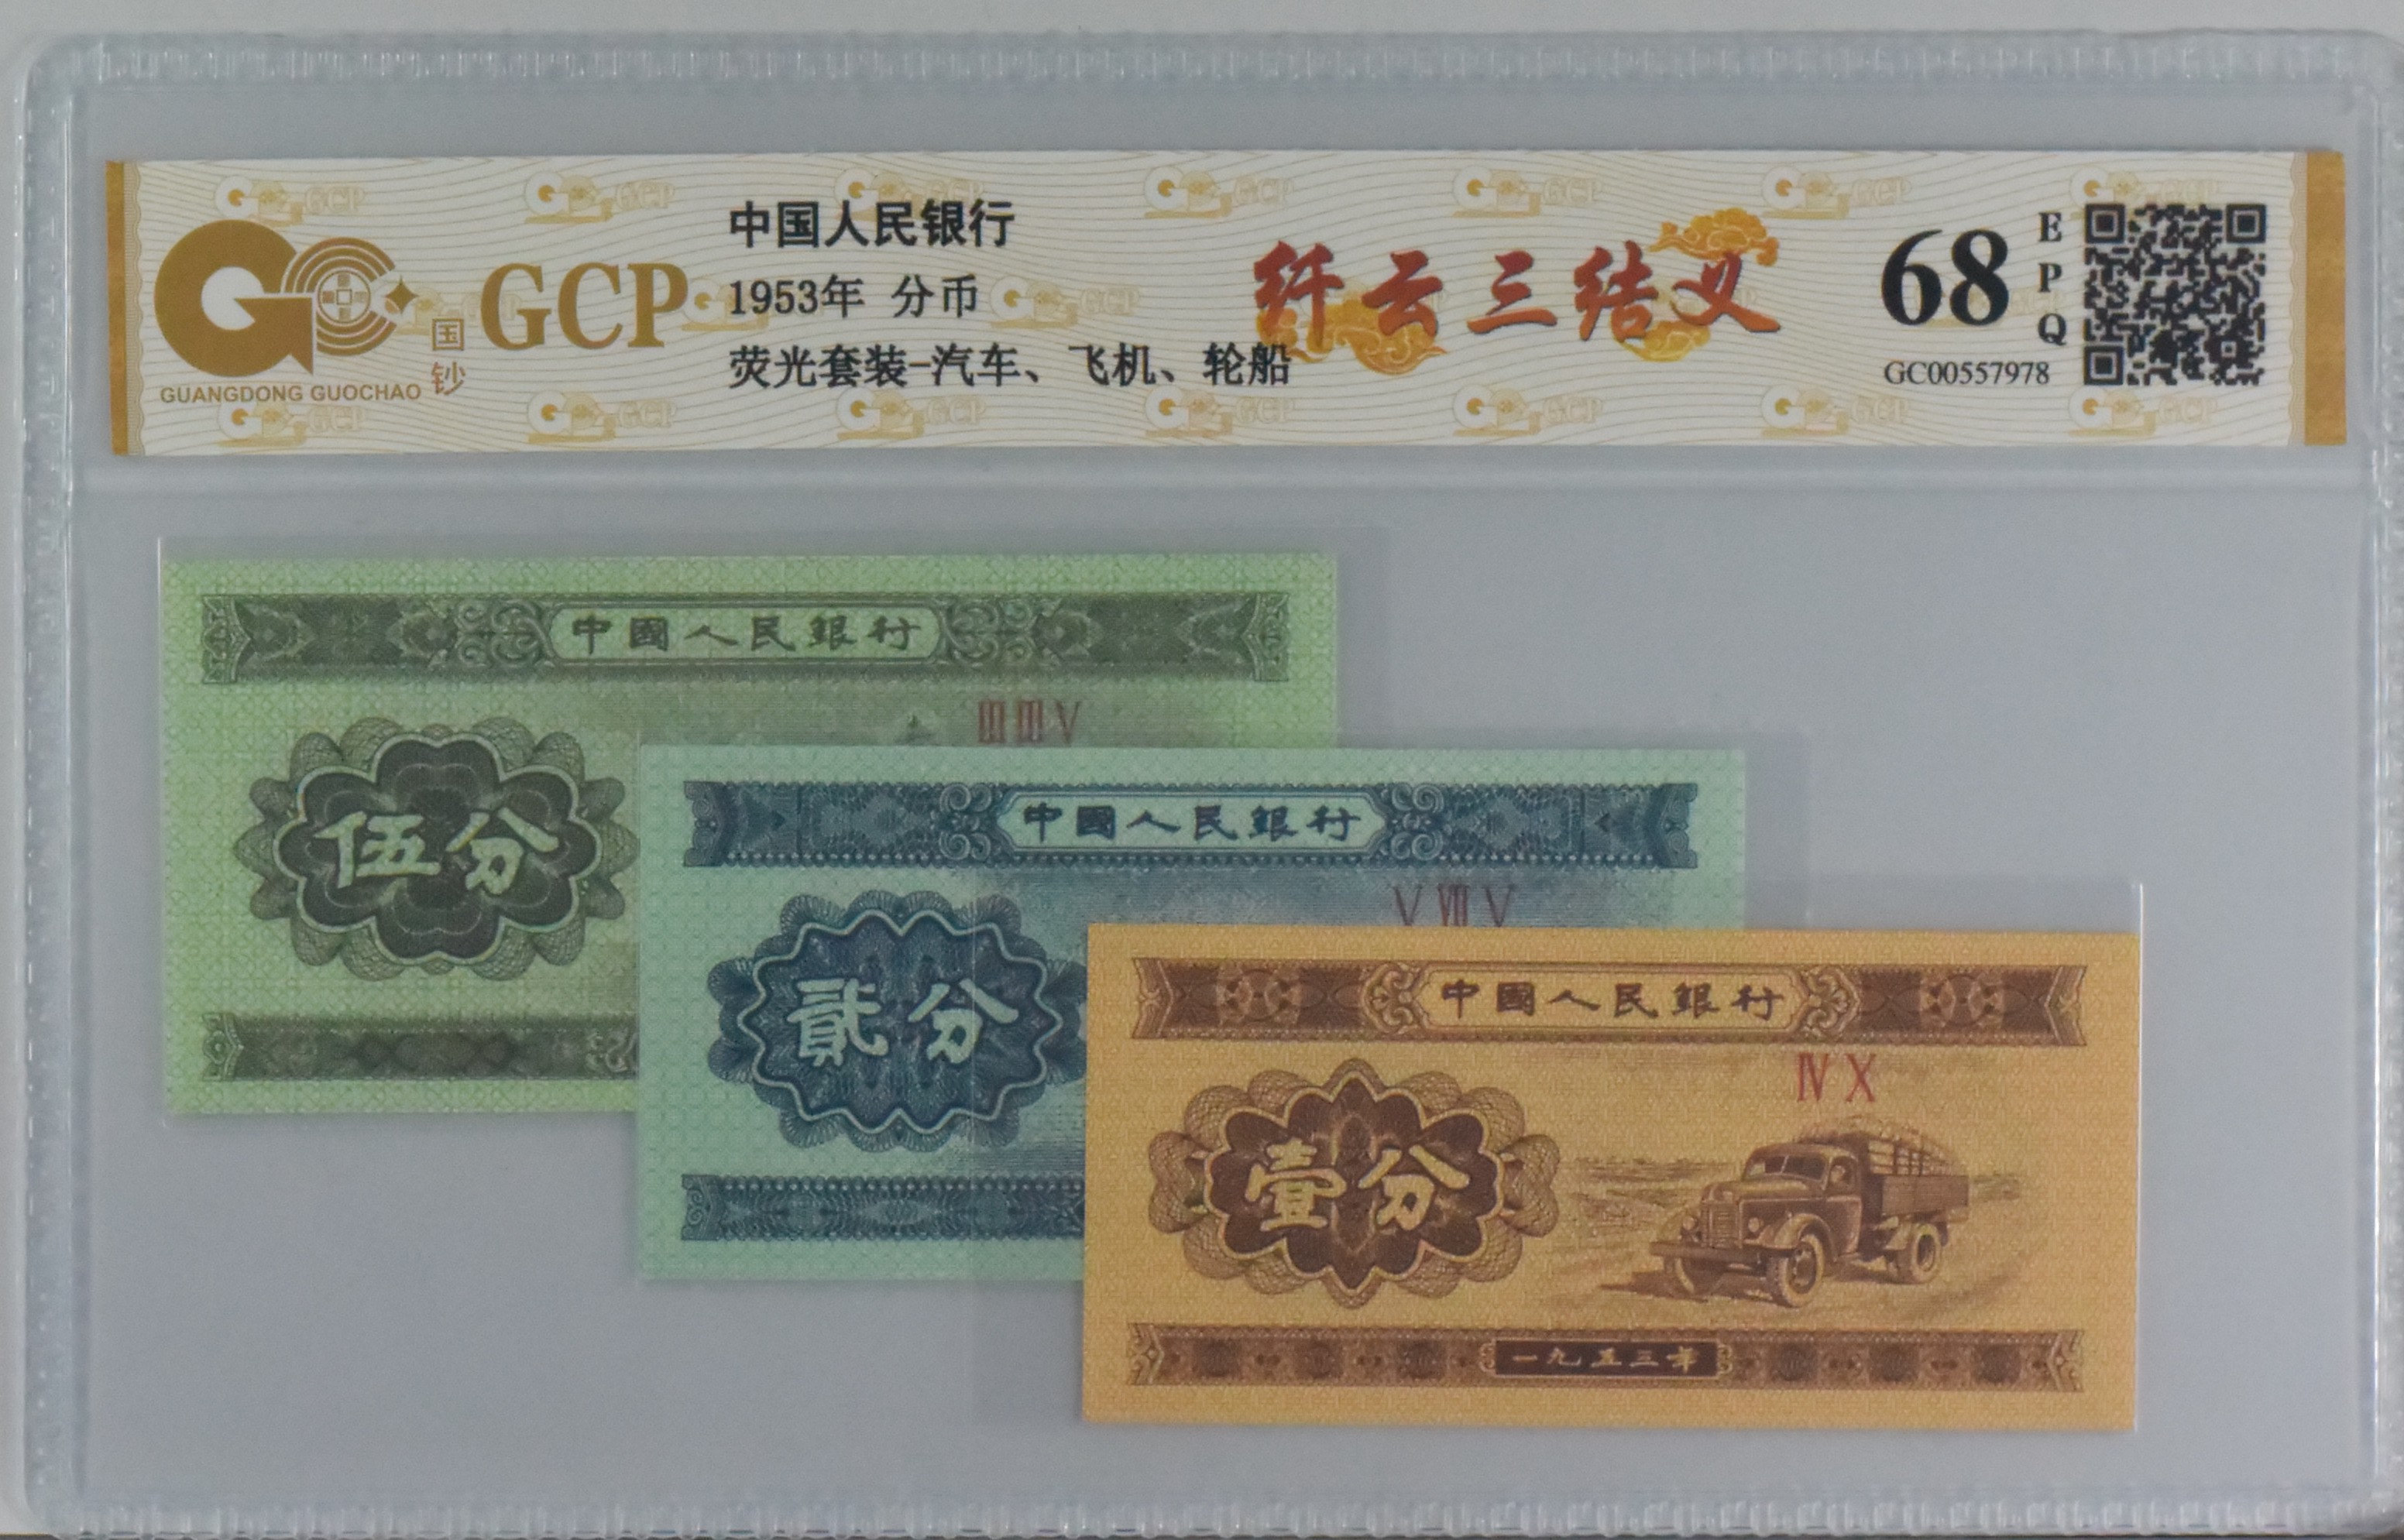 中国人民银行
1953年 分币
荧光套装-汽车、飞机、轮船
GCP
国钞
GUANGDONG GUOCHAO
纤云三结义
68
EPQ
GC00557978
中國人民銀行
III III V
伍分
中國人民銀行
V VIII V
貳分
中國人民銀行
IV X
壹分
一九五三年